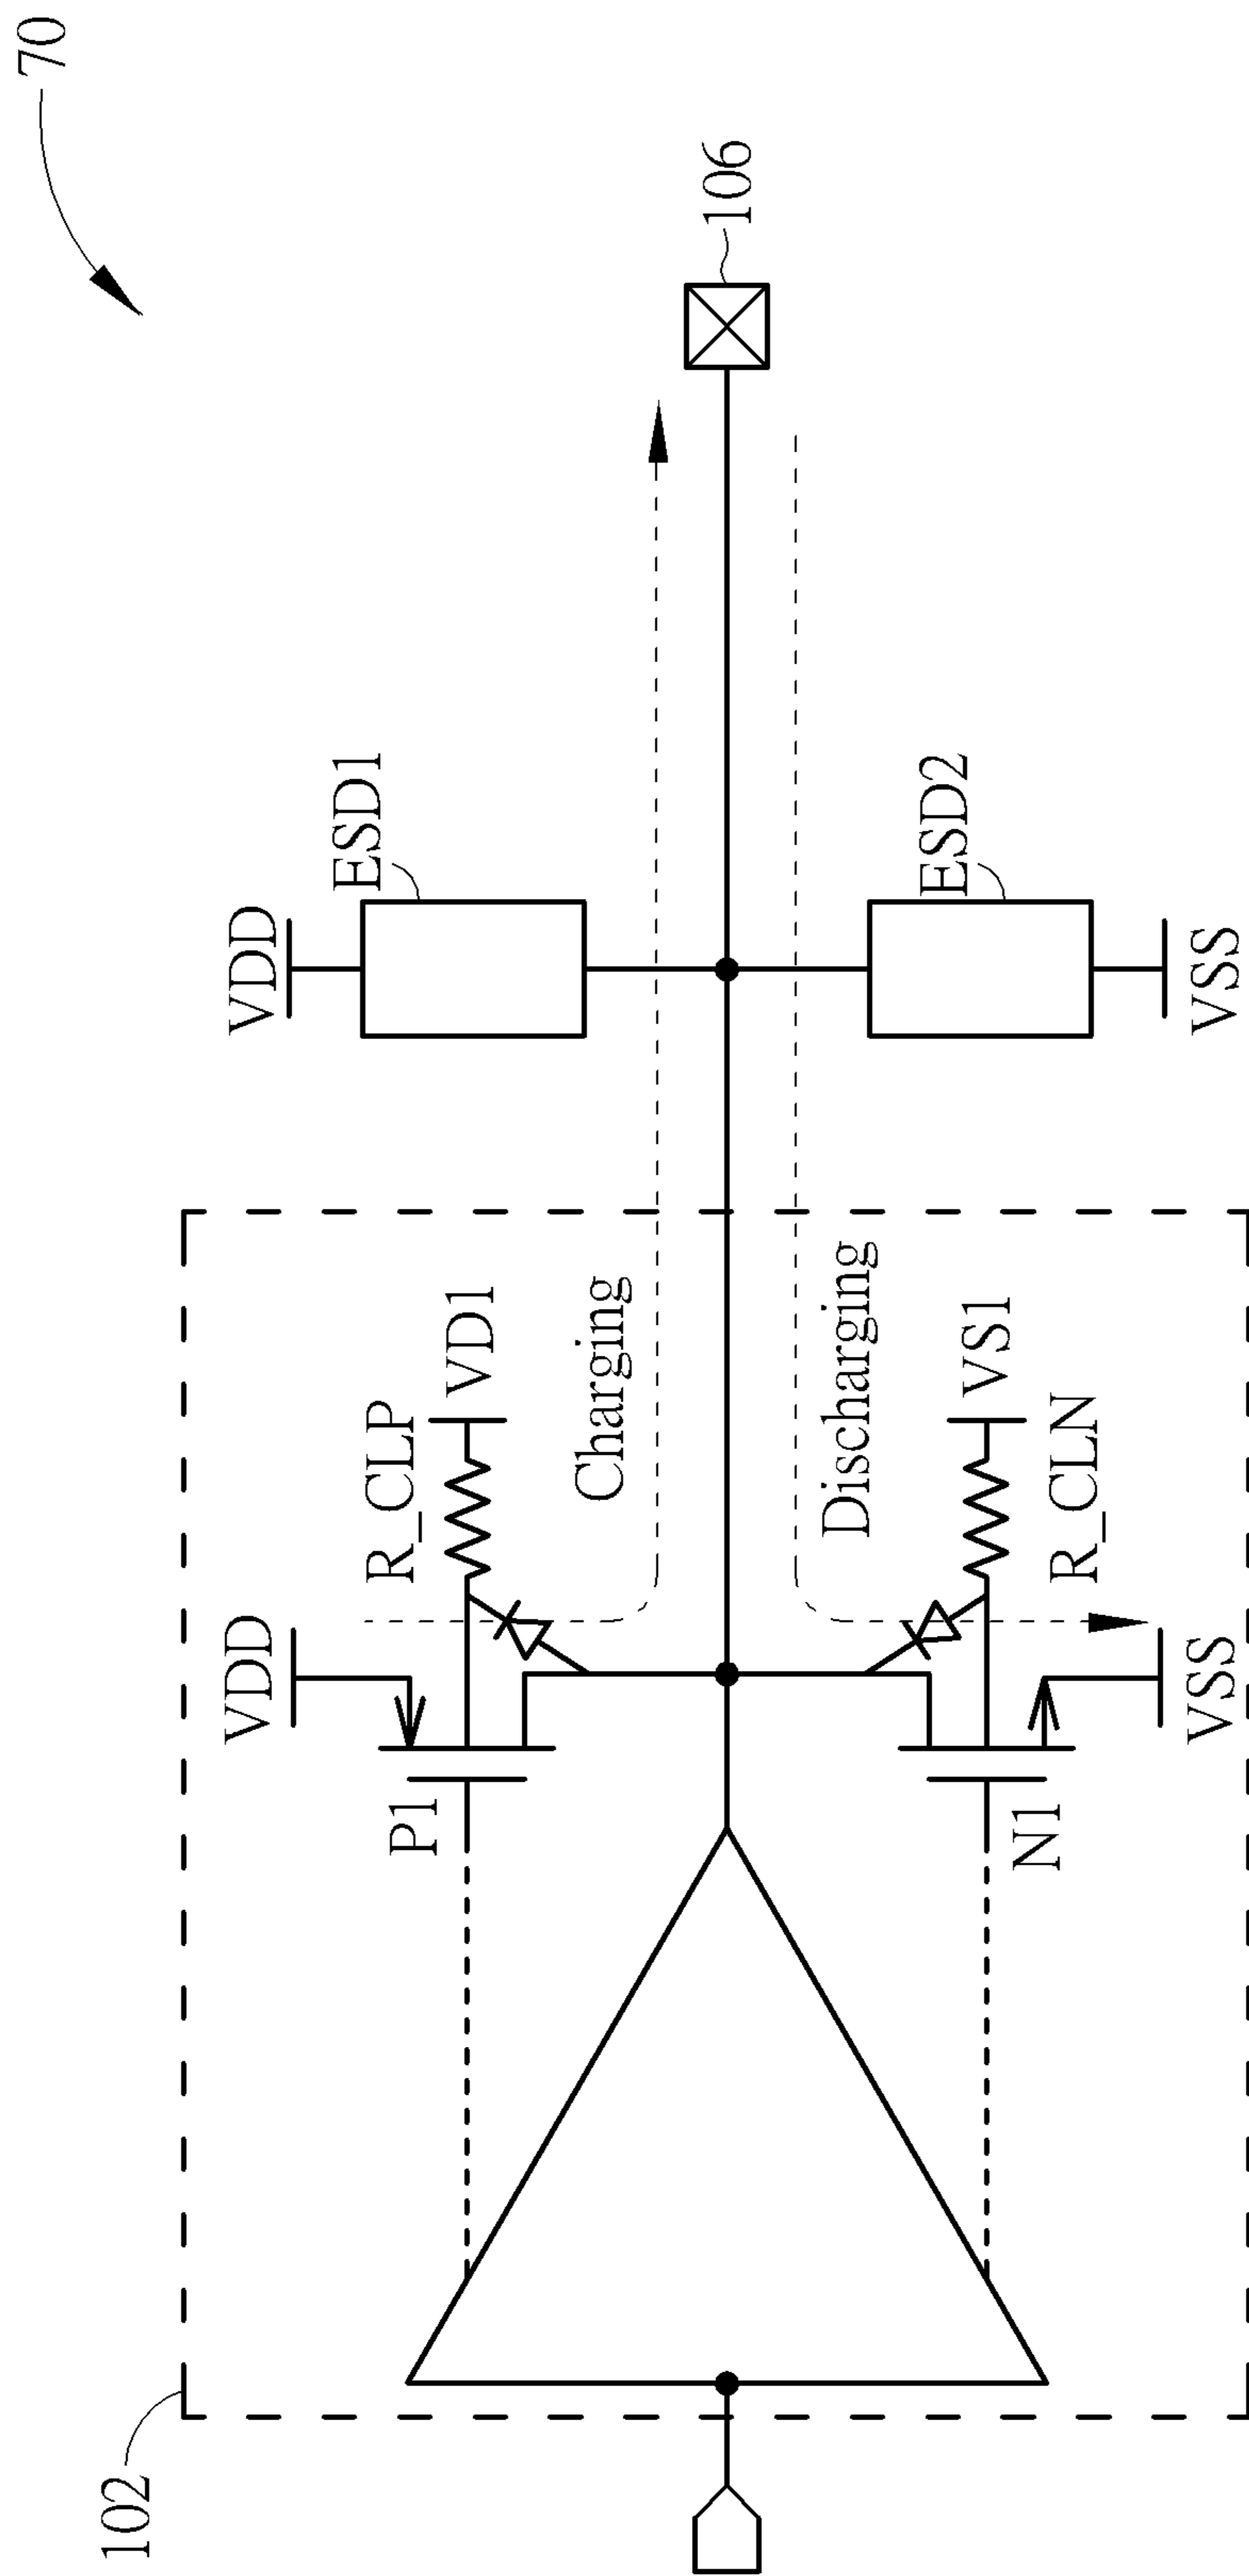 70
102
VDD
P1
R_CLP
VD1
Charging
Discharging
N1
R_CLN
VS1
VSS
VDD
ESD1
ESD2
VSS
106